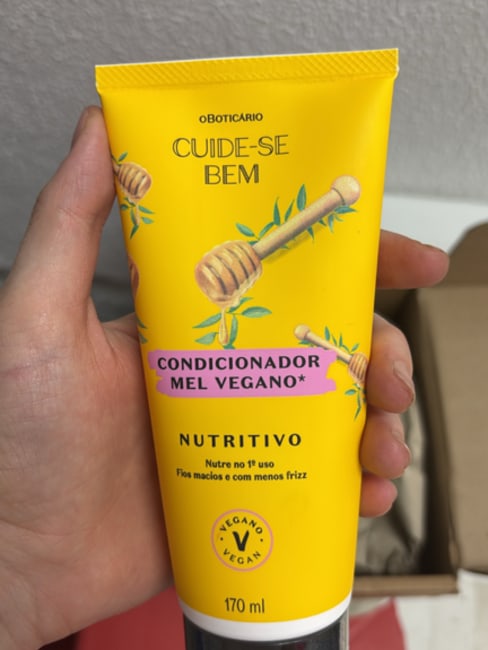 oBOTICÁRIO
CUIDE-SE
BEM
CONDICIONADOR
MEL VEGANO*
NUTRITIVO
Nutre no 1º uso
Fios macios e com menos frizz
VEGANO
V
VEGAN
170 ml